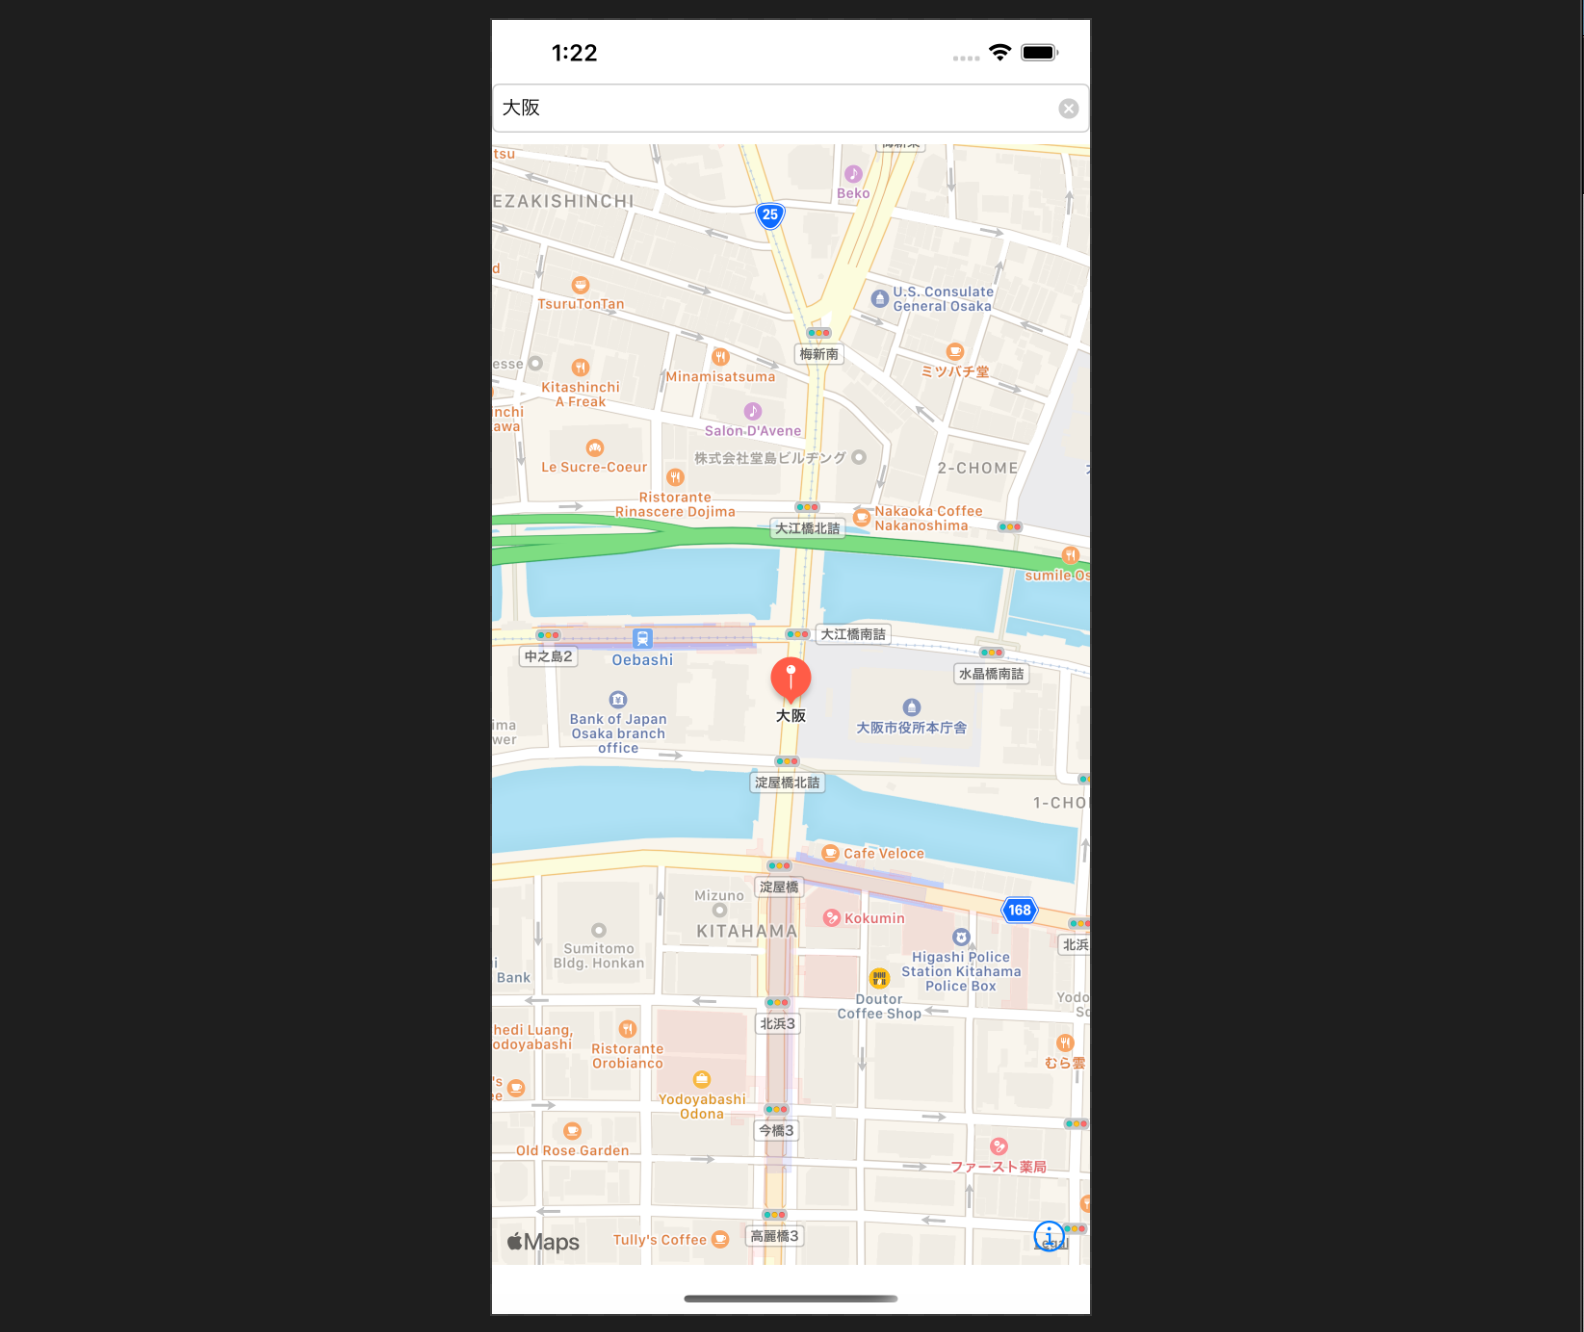 1:22
大阪
tsu
Beko
EZAKISHINCHI
25
d
TsuruTonTan
U.S. Consulate
General Osaka
梅新南
esse
Minamisatsuma
ミツバチ堂
Kitashinchi
A Freak
inchi
awa
Salon D'Avene
株式会社堂島ビルヂング
Le Sucre-Coeur
2-CHOME
Ristorante
Rinascere Dojima
Nakaoka Coffee
Nakanoshima
大江橋北詰
sumile Os
大江橋南詰
中之島2
Oebashi
水晶橋南詰
大阪
Bank of Japan
Osaka branch
office
大阪市役所本庁舎
ima
wer
淀屋橋北詰
1-CHO
Cafe Veloce
淀屋橋
Mizuno
168
Kokumin
KITAHAMA
北浜
Sumitomo
Bldg. Honkan
i
Bank
Higashi Police
Station Kitahama
Police Box
Doutor
Coffee Shop
Yodo
Sc
北浜3
hedi Luang,
odoyabashi
Ristorante
Orobianco
むら雲
's
ee
Yodoyabashi
Odona
今橋3
Old Rose Garden
ファースト薬局
Maps
Tully's Coffee
高麗橋3